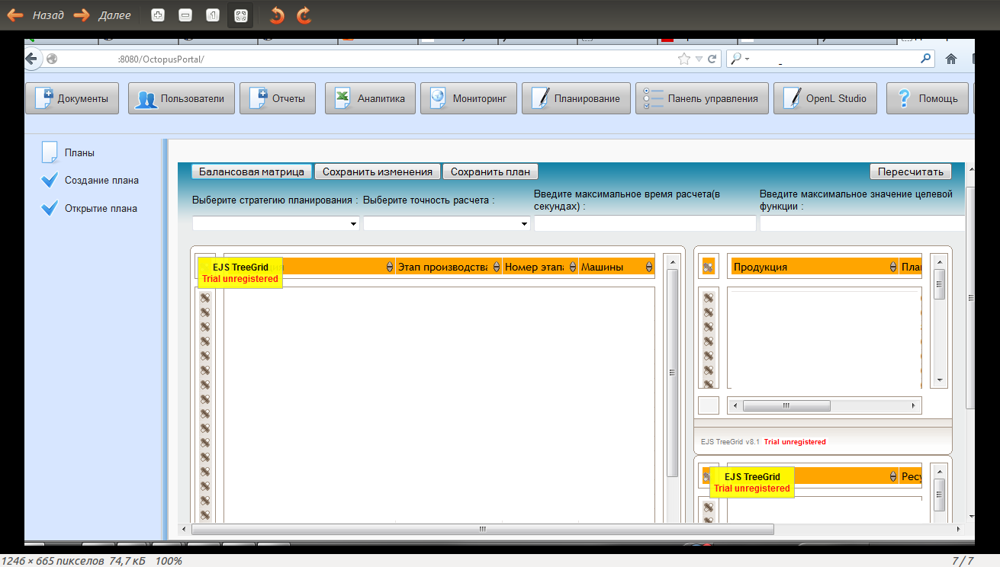 Назад Далее
:8080/OctopusPortal/
Документы Пользователи Отчеты Аналитика Мониторинг Планирование Панель управления OpenL Studio Помощь
Планы
Создание плана
Открытие плана
Балансовая матрица Сохранить изменения Сохранить план Пересчитать
Выберите стратегию планирования : Выберите точность расчета :
Введите максимальное время расчета(в
секундах) :
Введите максимальное значение целевой
функции :
EJS TreeGrid
Trial unregistered
Этап производства Номер этапа Машины
Продукция
EJS TreeGrid v8.1 Trial unregistered
EJS TreeGrid
Trial unregistered
1246 × 665 пикселов 74,7 кБ 100% 7 / 7